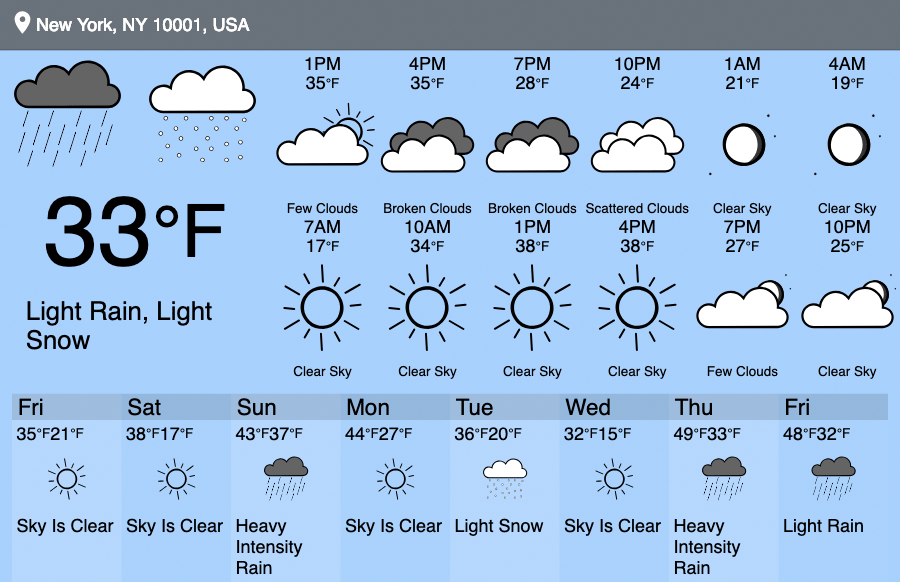 New York, NY 10001, USA
1PM 4PM 7PM 10PM 1AM 4AM
35°F 35°F 28°F 24°F 21°F 19°F
Few Clouds Broken Clouds Broken Clouds Scattered Clouds Clear Sky Clear Sky
7AM 10AM 1PM 4PM 7PM 10PM
17°F 34°F 38°F 38°F 27°F 25°F
Clear Sky Clear Sky Clear Sky Clear Sky Few Clouds Clear Sky
33°F
Light Rain, Light
Snow
Fri Sat Sun Mon Tue Wed Thu Fri
35°F21°F 38°F17°F 43°F37°F 44°F27°F 36°F20°F 32°F15°F 49°F33°F 48°F32°F
Sky Is Clear Sky Is Clear Heavy Sky Is Clear Light Snow Sky Is Clear Heavy Light Rain
Intensity Intensity
Rain Rain